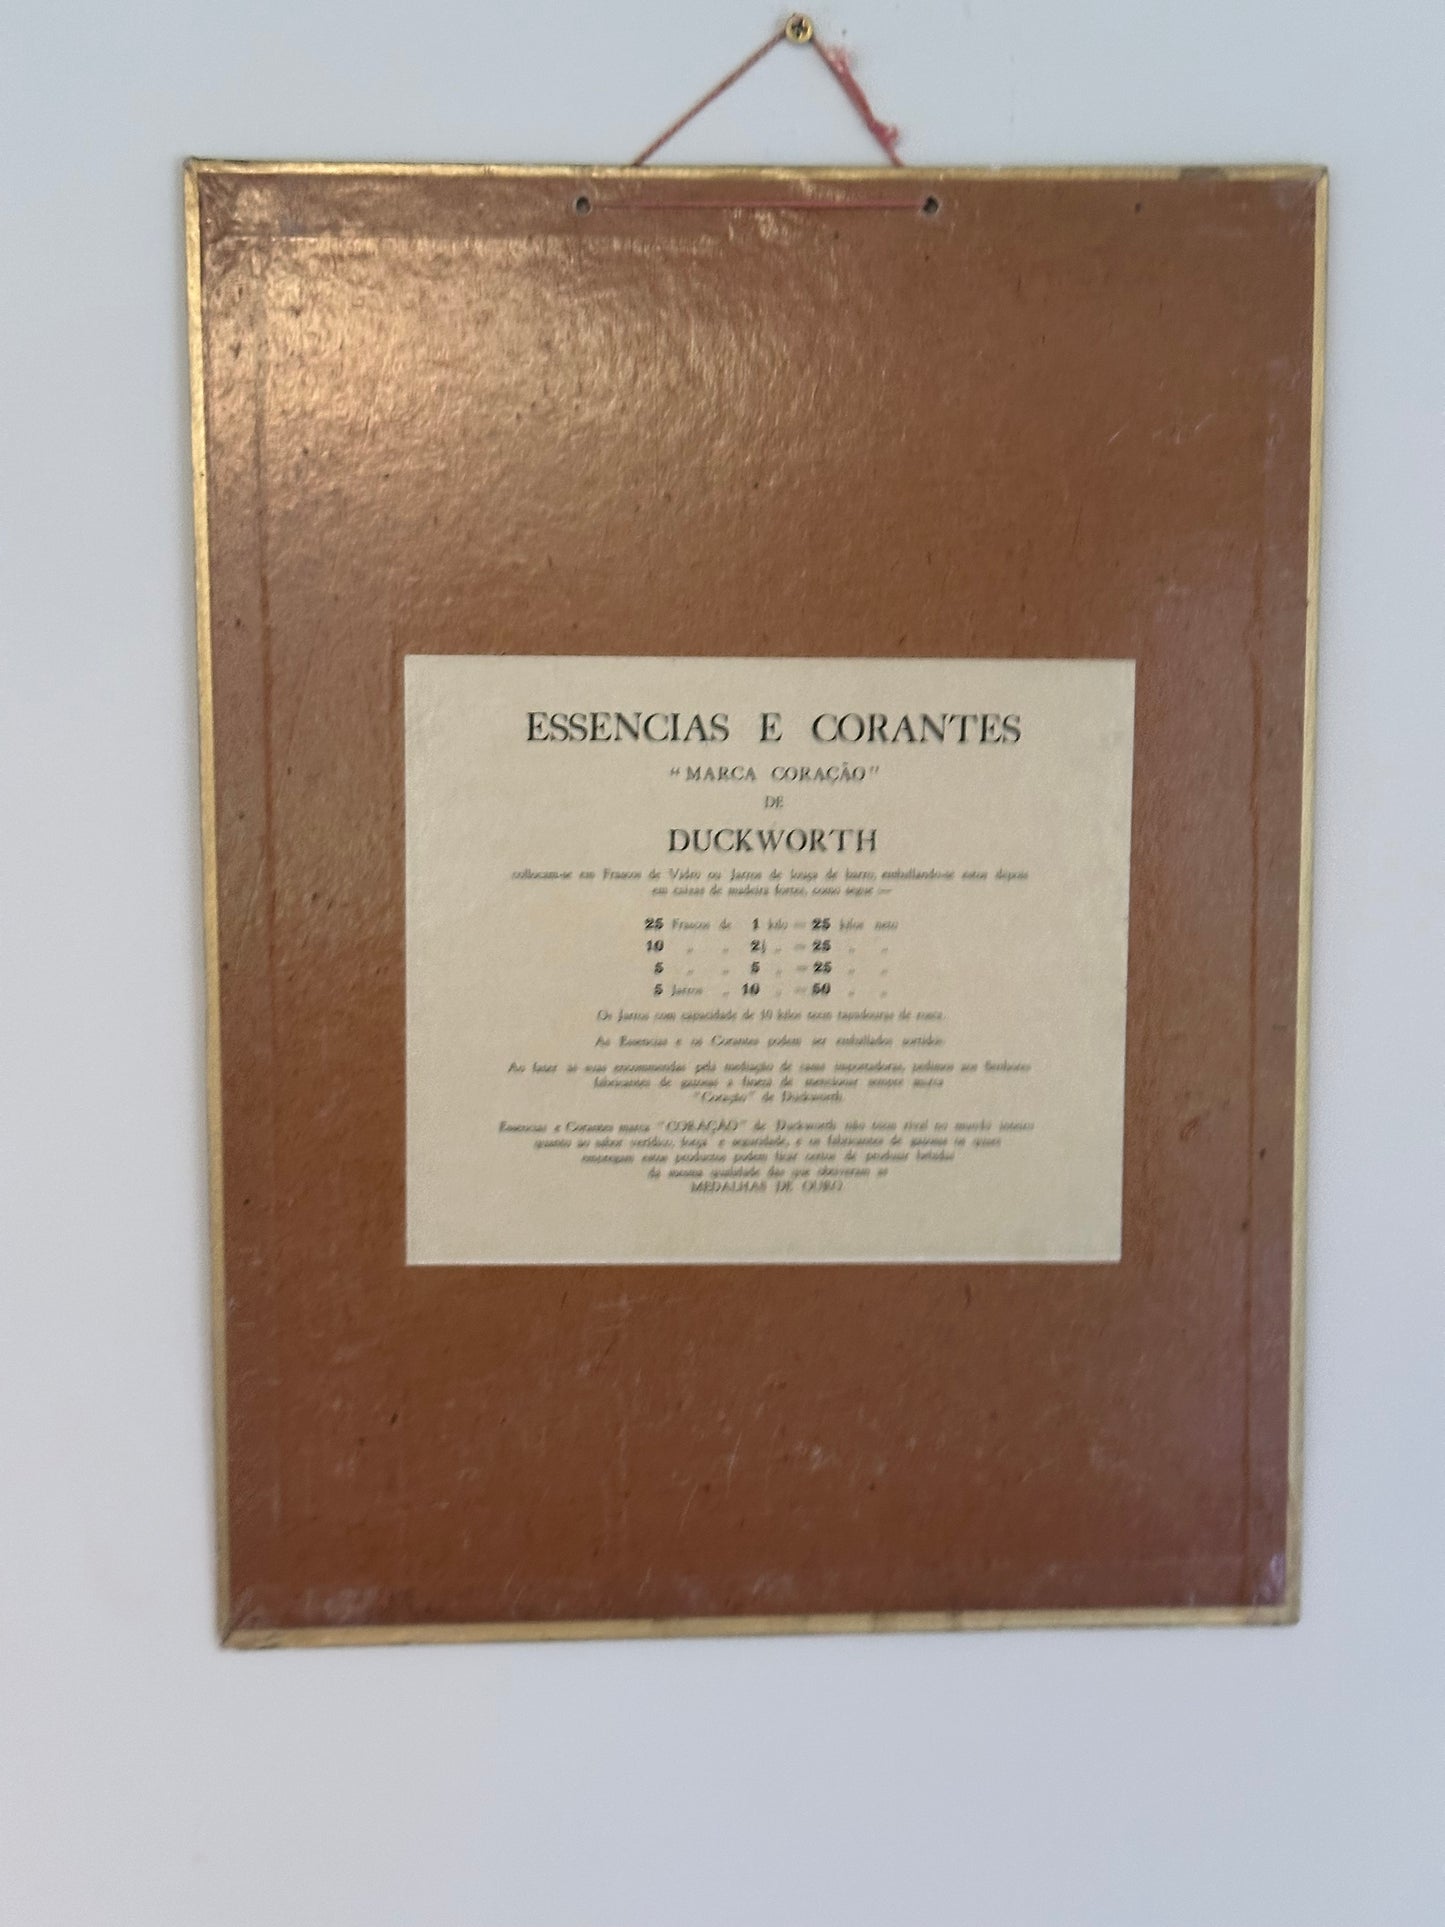 ESSENCIAS E CORANTES
“MARCA CORAÇÃO”
DE
DUCKWORTH
collocam-se em Frascos de Vidro ou Jarros de louça de barro, emballando-se estes depois
em caixas de madeira fortes, como segue :—
25 Frascos de 1 kilo = 25 kilos neto
10 „ „ 2½ „ = 25 „ „
5 „ „ 5 „ = 25 „ „
5 Jarros „ 10 „ = 50 „ „
Os Jarros com capacidade de 10 kilos teem tapadouras de rosca.
As Essencias e os Corantes podem ser emballados sortidos.
Ao fazer as suas encommendas pela mediação de casas importadoras, pedimos aos Senhores
fabricantes de gazosas a fineza de mencionar sempre marca
“Coração” de Duckworth.
Essencias e Corantes marca “CORAÇÃO” de Duckworth não teem rival no mundo inteiro
quanto ao sabor verídico, força e seguridade, e os fabricantes de gazosas os quaes
empregam estes productos podem ficar certos de produzir bebidas
da mesma qualidade das que obtiveram as
MEDALHAS DE OURO.